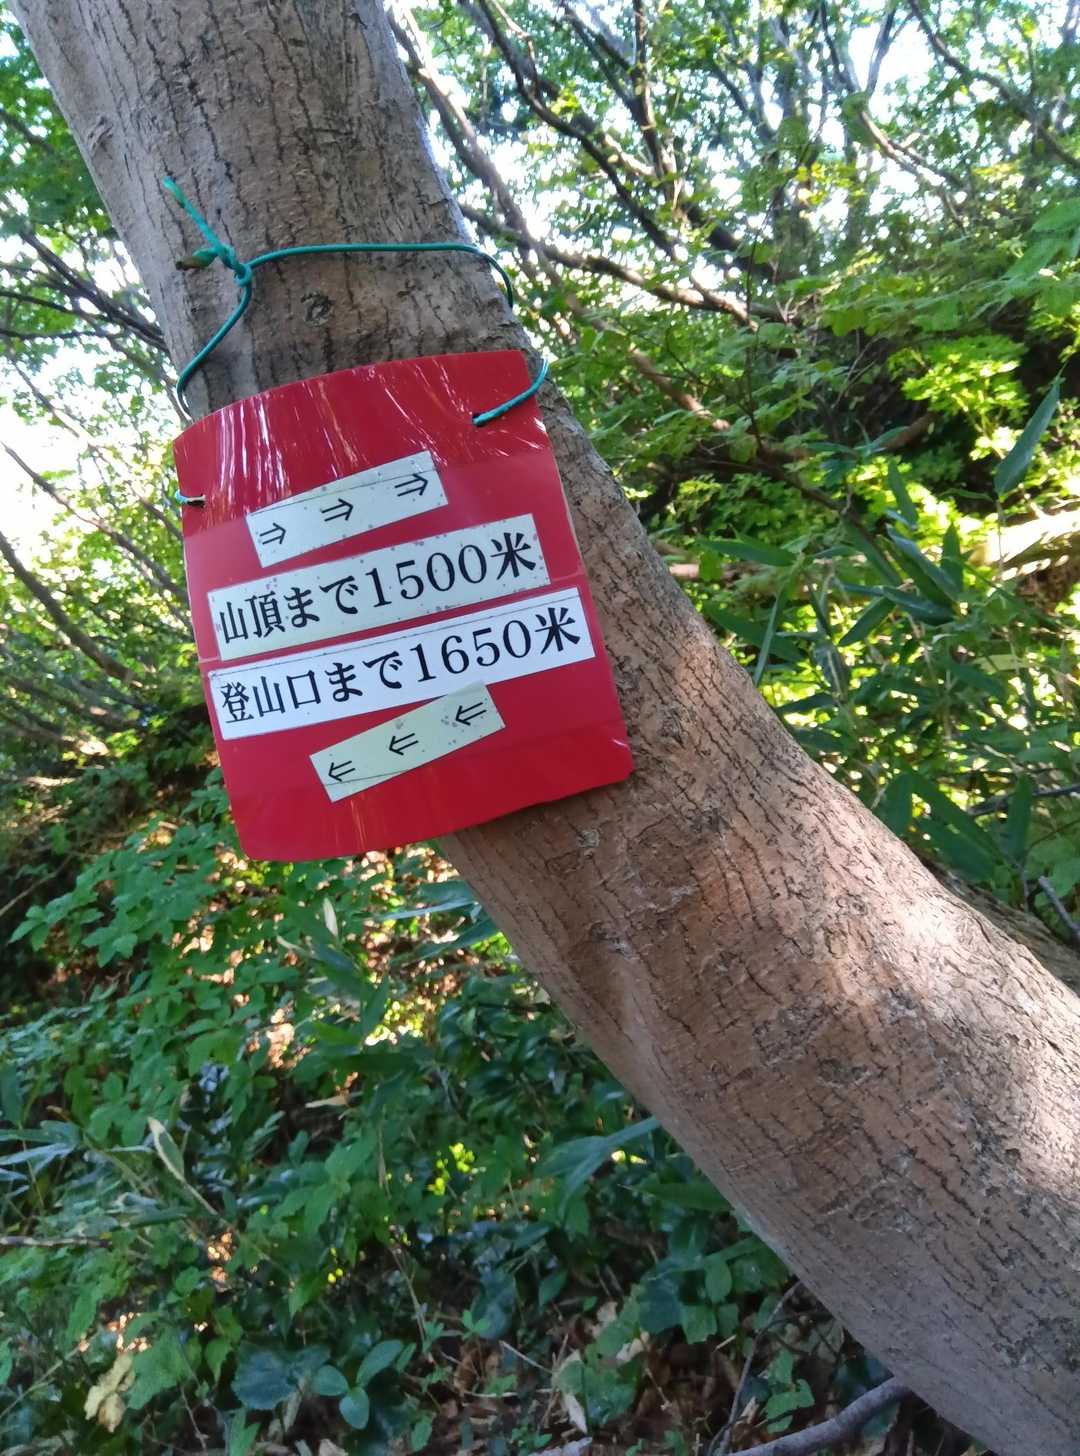 ⇒ ⇒ ⇒
山頂まで1500米
登山口まで1650米
⇐ ⇐ ⇐